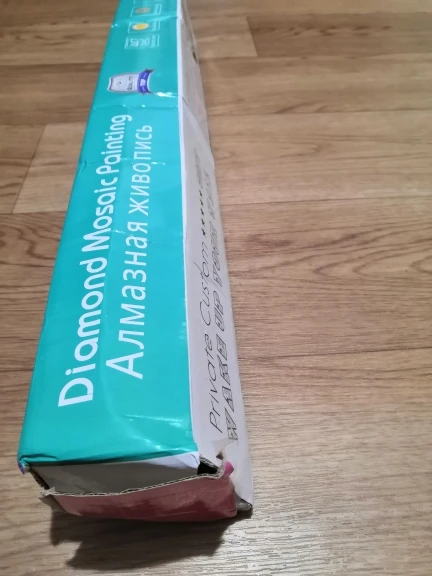 Diamond Mosaic Painting
Алмазная живопись
Private Custom